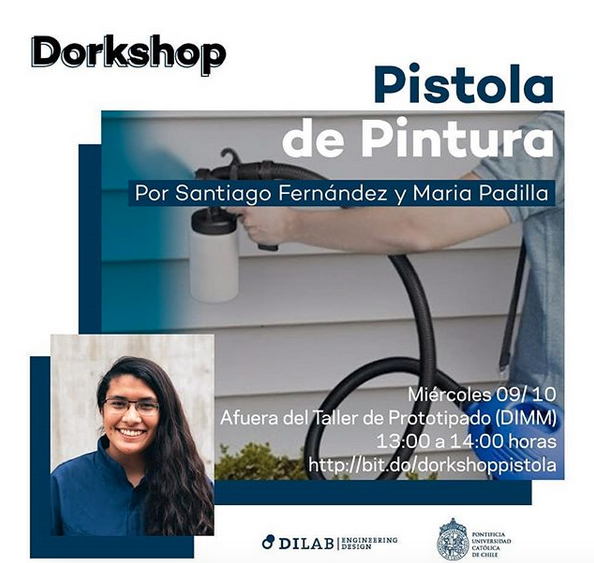 Dorkshop
Pistola
de Pintura
Por Santiago Fernández y Maria Padilla
Miércoles 09/ 10
Afuera del Taller de Prototipado (DIMM)
13:00 a 14:00 horas
http://bit.do/dorkshoppistola
DILAB ENGINEERING
DESIGN
PONTIFICIA
UNIVERSIDAD
CATÓLICA
DE CHILE